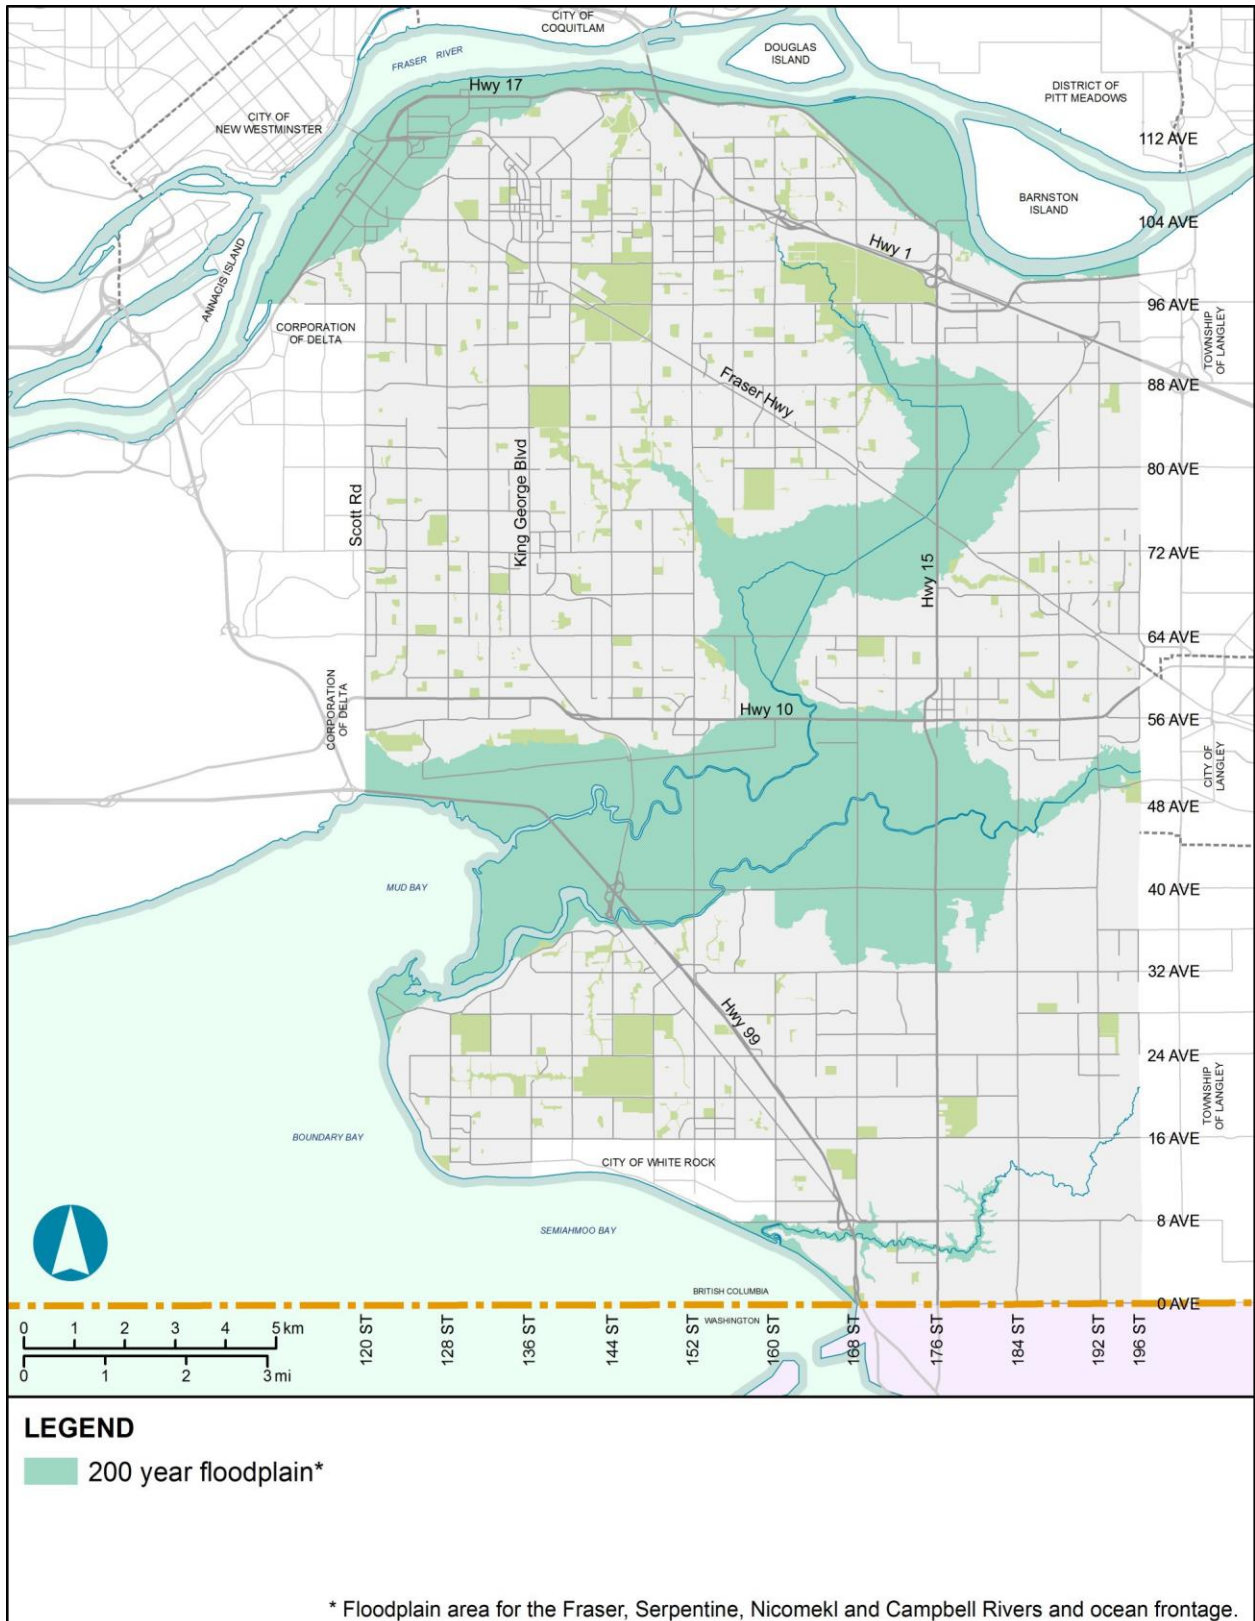 CITY OF
COQUITLAM
DOUGLAS
ISLAND
FRASER RIVER
Hwy 17
DISTRICT OF
PITT MEADOWS
CITY OF
NEW WESTMINSTER
112 AVE
BARNSTON
ISLAND
104 AVE
Hwy 1
ANNACIS ISLAND
96 AVE
CORPORATION
OF DELTA
TOWNSHIP
OF LANGLEY
88 AVE
Fraser Hwy
80 AVE
Scott Rd
King George Blvd
72 AVE
Hwy 15
64 AVE
CORPORATION
OF DELTA
Hwy 10
56 AVE
CITY OF
LANGLEY
48 AVE
MUD BAY
40 AVE
32 AVE
Hwy 99
24 AVE
TOWNSHIP
OF LANGLEY
BOUNDARY BAY
16 AVE
CITY OF WHITE ROCK
8 AVE
SEMIAHMOO BAY
BRITISH COLUMBIA
0 AVE
WASHINGTON
0 1 2 3 4 5 km
0 1 2 3 mi
120 ST
128 ST
136 ST
144 ST
152 ST
160 ST
168 ST
176 ST
184 ST
192 ST
196 ST
LEGEND
200 year floodplain*
* Floodplain area for the Fraser, Serpentine, Nicomekl and Campbell Rivers and ocean frontage.